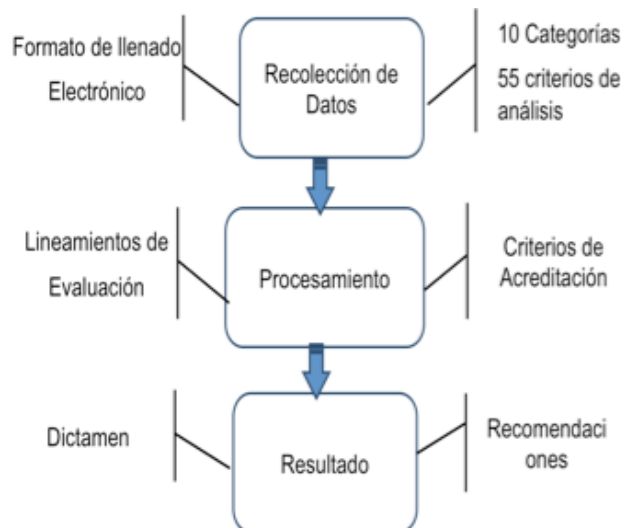 Formato de llenado
Electrónico
Recolección de
Datos
10 Categorías
55 criterios de
análisis
Lineamientos de
Evaluación
Procesamiento
Criterios de
Acreditación
Dictamen
Resultado
Recomendaci
ones